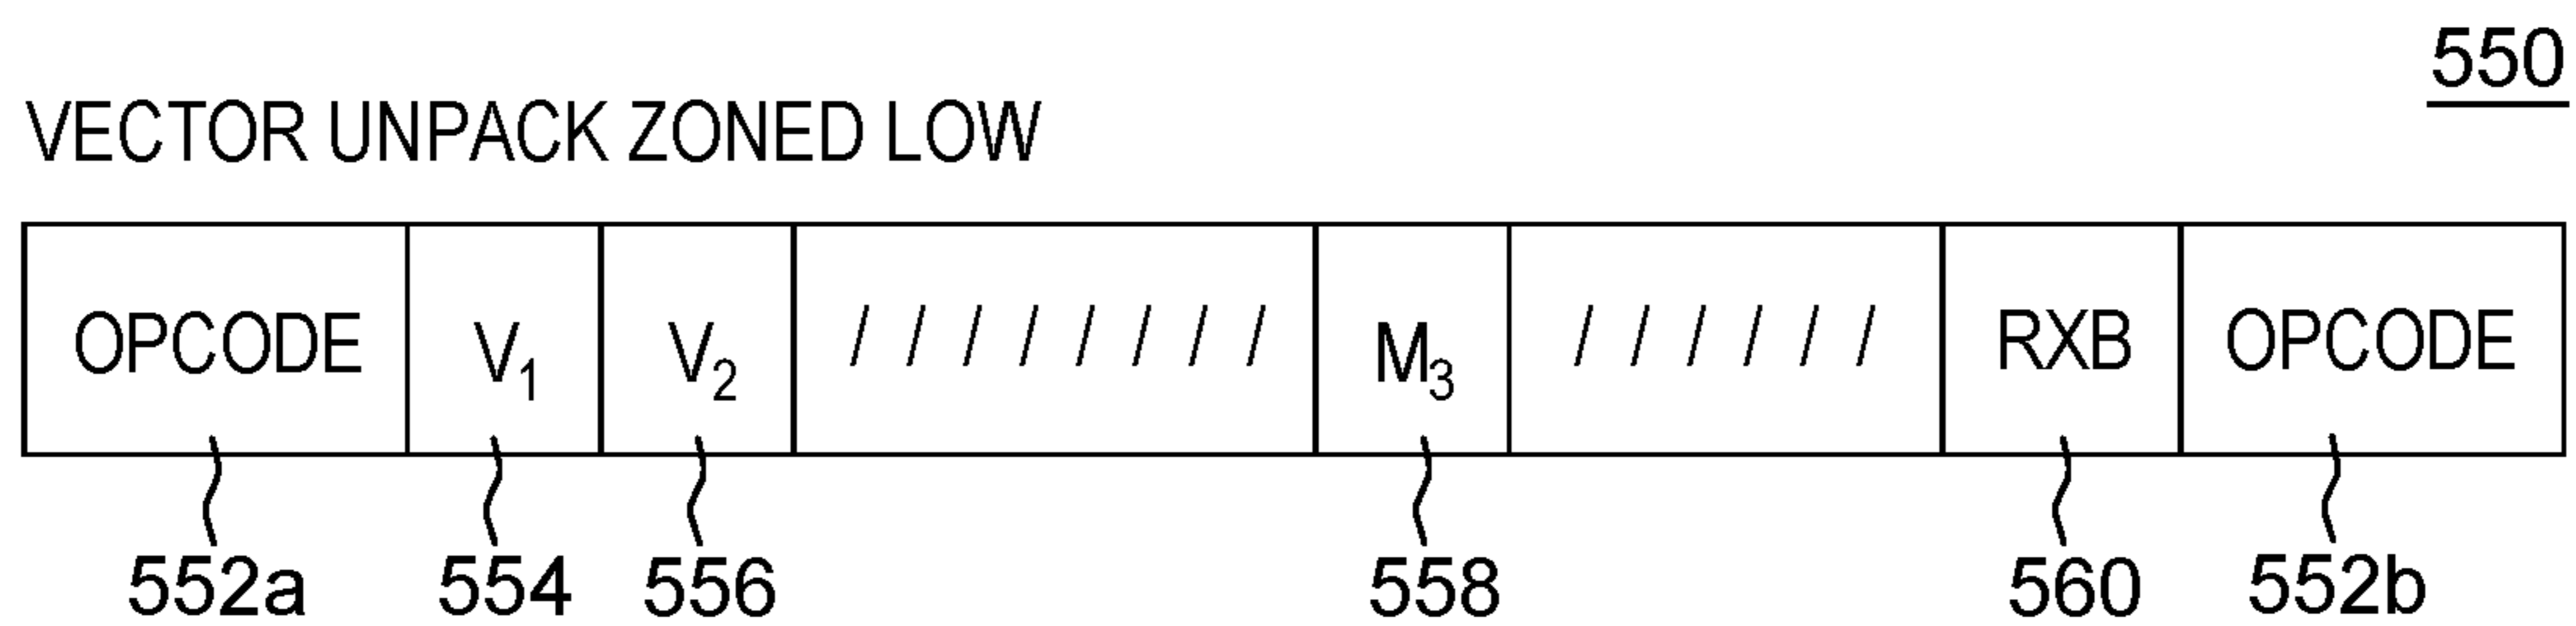 550
VECTOR UNPACK ZONED LOW
OPCODE V₁ V₂ / / / / / / / / M₃ / / / / / / RXB OPCODE
552a 554 556 558 560 552b